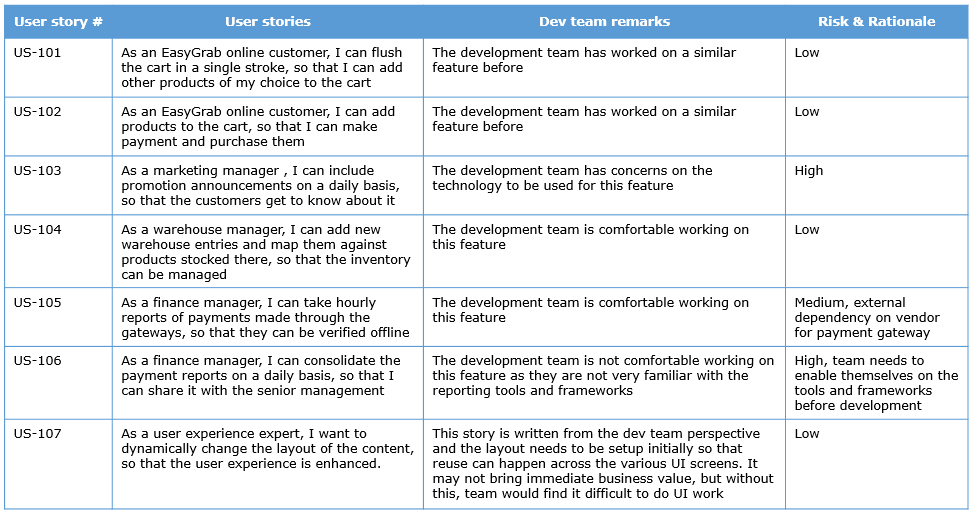 User story # User stories Dev team remarks Risk & Rationale
US-101 As an EasyGrab online customer, I can flush The development team has worked on a similar Low
the cart in a single stroke, so that I can add feature before
other products of my choice to the cart
US-102 As an EasyGrab online customer, I can add The development team has worked on a similar Low
products to the cart, so that I can make feature before
payment and purchase them
US-103 As a marketing manager , I can include The development team has concerns on the High
promotion announcements on a daily basis, technology to be used for this feature
so that the customers get to know about it
US-104 As a warehouse manager, I can add new The development team is comfortable working on Low
warehouse entries and map them against this feature
products stocked there, so that the inventory
can be managed
US-105 As a finance manager, I can take hourly The development team is comfortable working on Medium, external
reports of payments made through the this feature dependency on vendor
gateways, so that they can be verified offline for payment gateway
US-106 As a finance manager, I can consolidate the The development team is not comfortable working on High, team needs to
payment reports on a daily basis, so that I this feature as they are not very familiar with the enable themselves on the
can share it with the senior management reporting tools and frameworks tools and frameworks
before development
US-107 As a user experience expert, I want to This story is written from the dev team perspective Low
dynamically change the layout of the content, and the layout needs to be setup initially so that
so that the user experience is enhanced. reuse can happen across the various UI screens. It
may not bring immediate business value, but without
this, team would find it difficult to do UI work